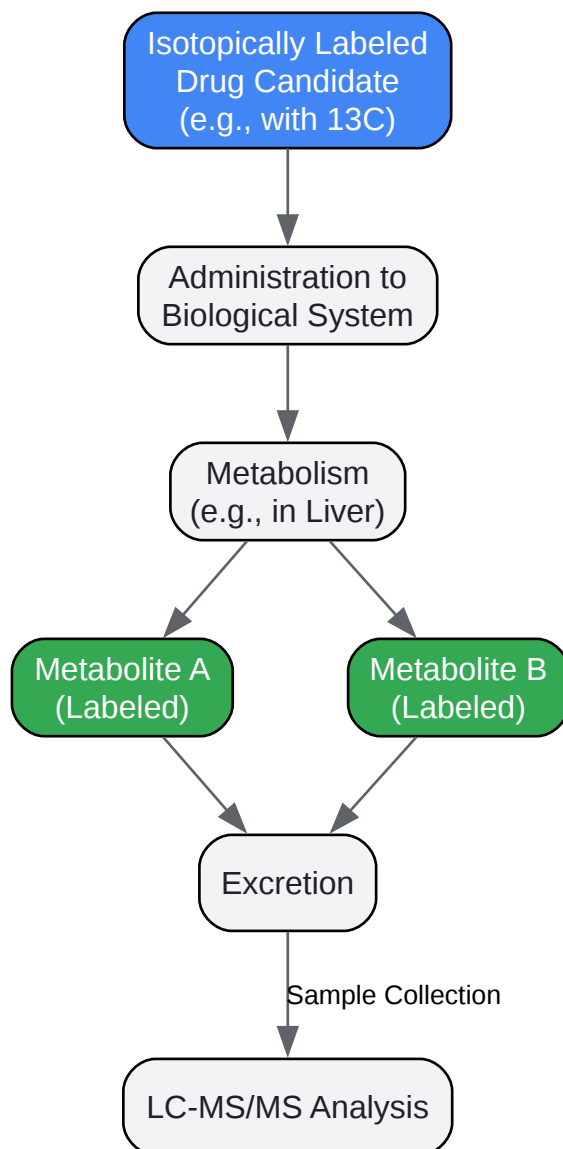 Isotopically Labeled
Drug Candidate
(e.g., with 13C)
Administration to
Biological System
Metabolism
(e.g., in Liver)
Metabolite A
(Labeled)
Metabolite B
(Labeled)
Excretion
Sample Collection
LC-MS/MS Analysis